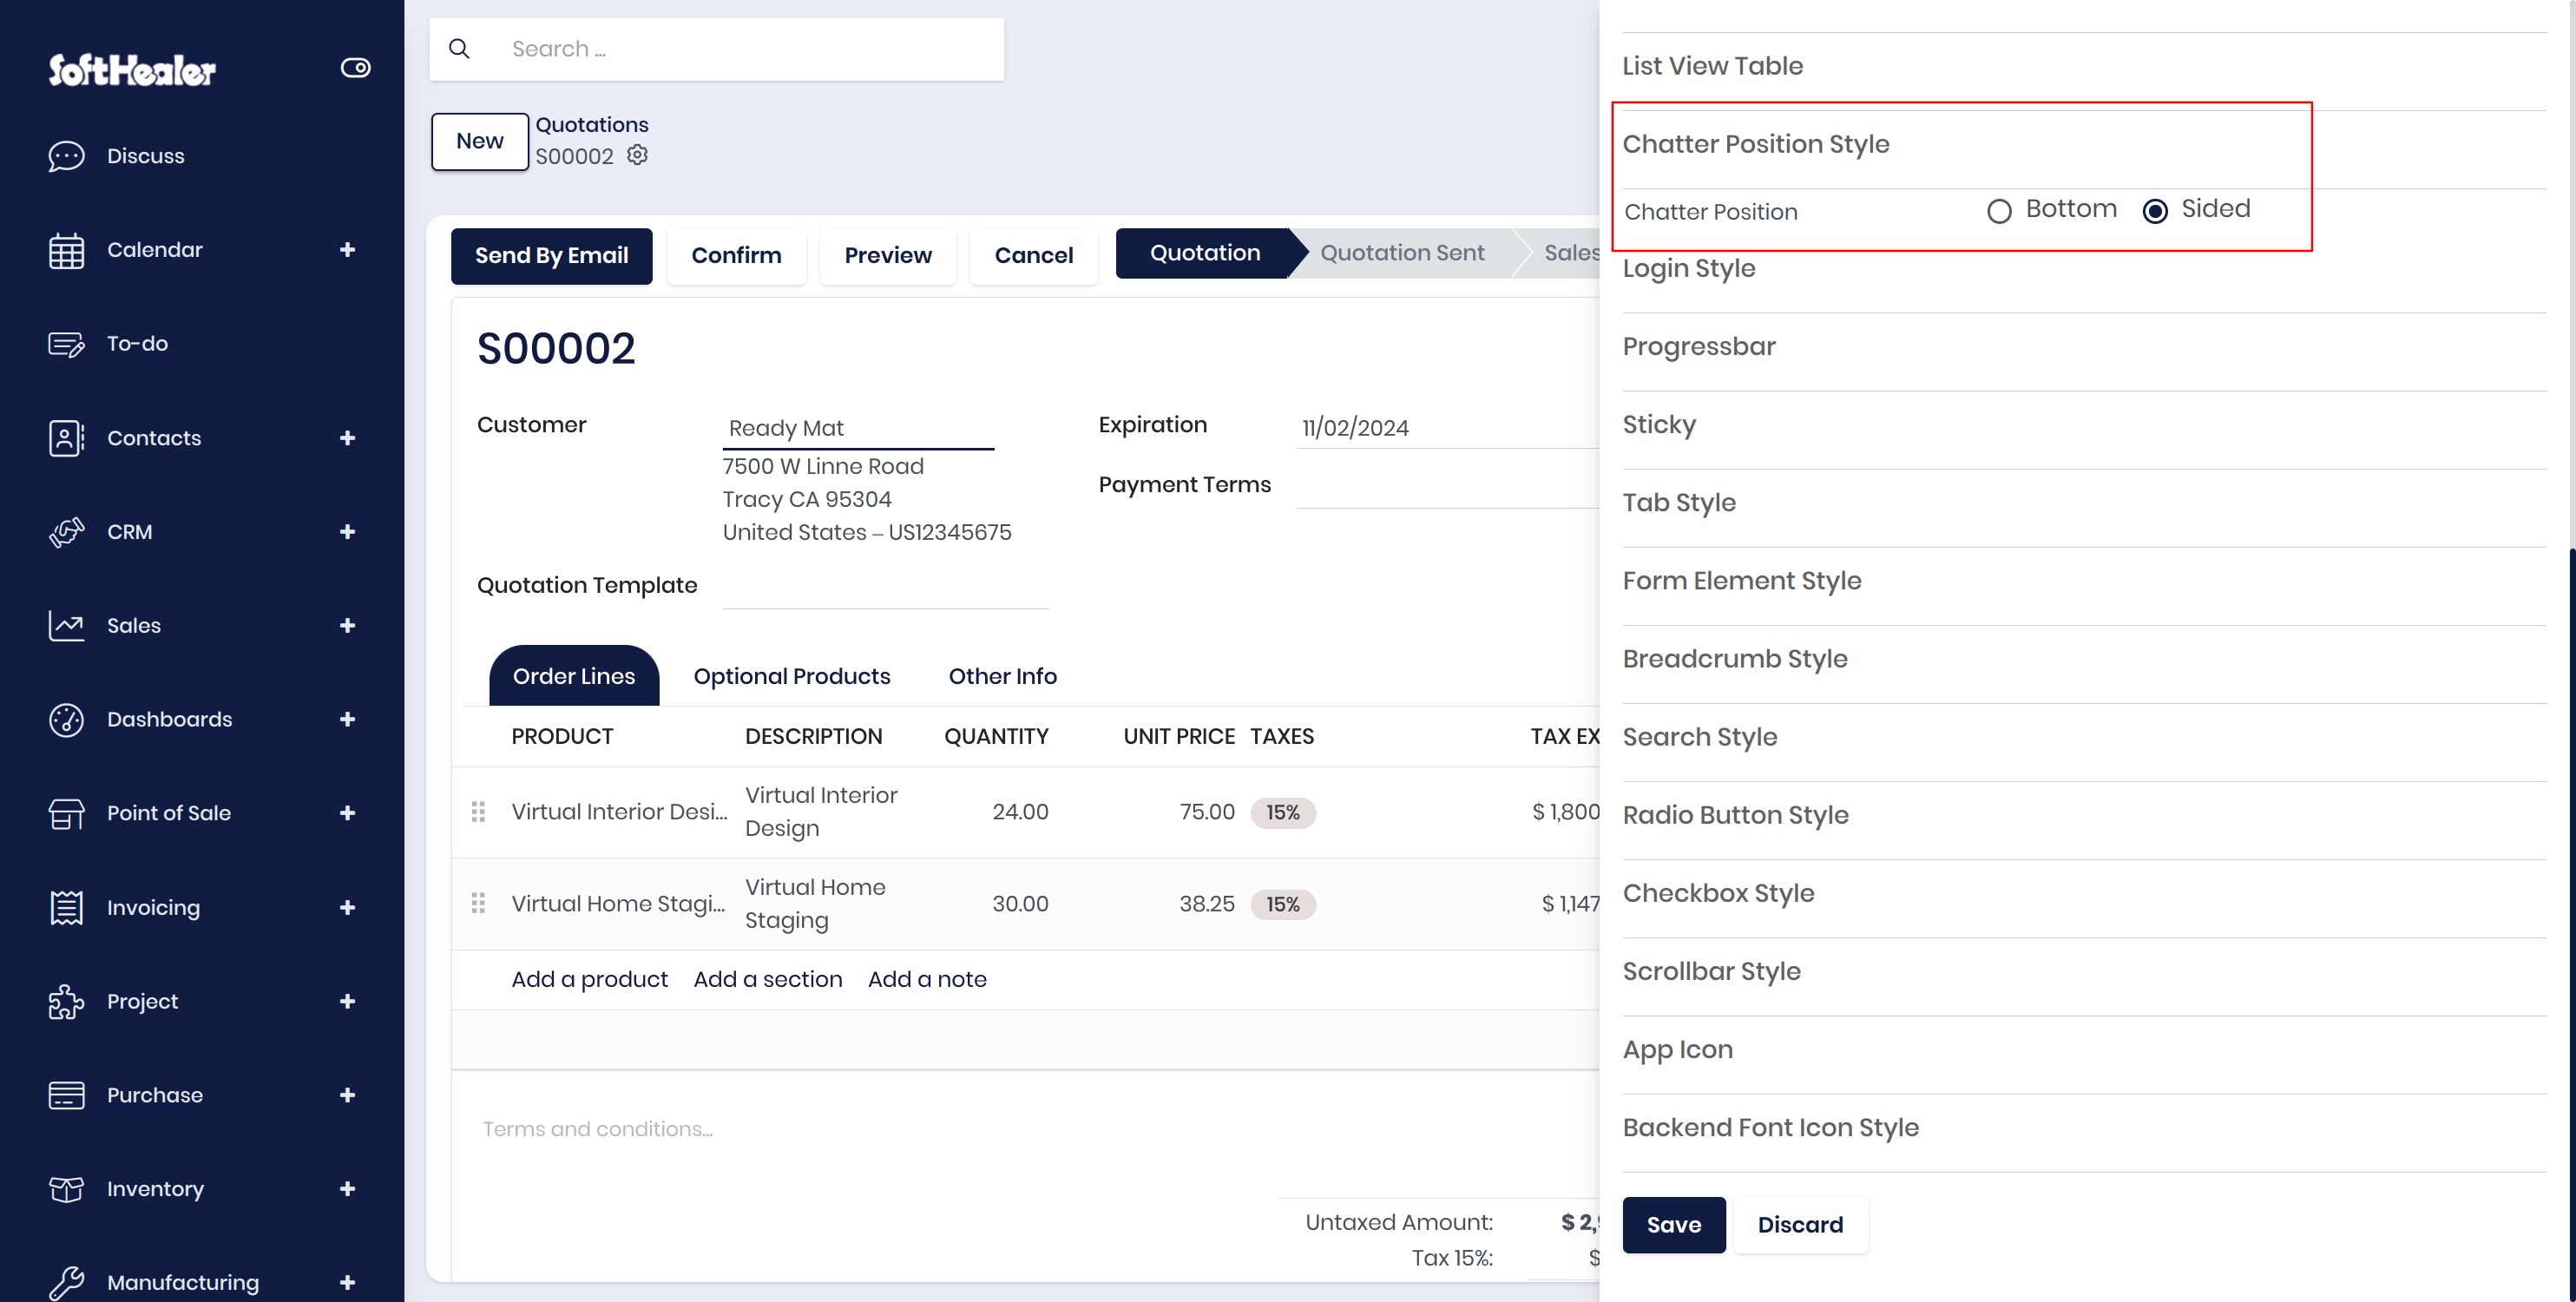 SoftHealer
Discuss
Calendar
To-do
Contacts
CRM
Sales
Dashboards
Point of Sale
Invoicing
Project
Purchase
Inventory
Manufacturing
Search ...
New
Quotations
S00002
Send By Email
Confirm
Preview
Cancel
Quotation
Quotation Sent
Sales
S00002
Customer
Ready Mat
7500 W Linne Road
Tracy CA 95304
United States – US12345675
Expiration
11/02/2024
Payment Terms
Quotation Template
Order Lines
Optional Products
Other Info
PRODUCT DESCRIPTION QUANTITY UNIT PRICE TAXES TAX EX
Virtual Interior Desi... Virtual Interior 24.00 75.00 15% $ 1,800
Design
Virtual Home Stagi... Virtual Home 30.00 38.25 15% $ 1,147
Staging
Add a product Add a section Add a note
Terms and conditions...
Untaxed Amount: $ 2,
Tax 15%: $
List View Table
Chatter Position Style
Chatter Position Bottom Sided
Login Style
Progressbar
Sticky
Tab Style
Form Element Style
Breadcrumb Style
Search Style
Radio Button Style
Checkbox Style
Scrollbar Style
App Icon
Backend Font Icon Style
Save
Discard